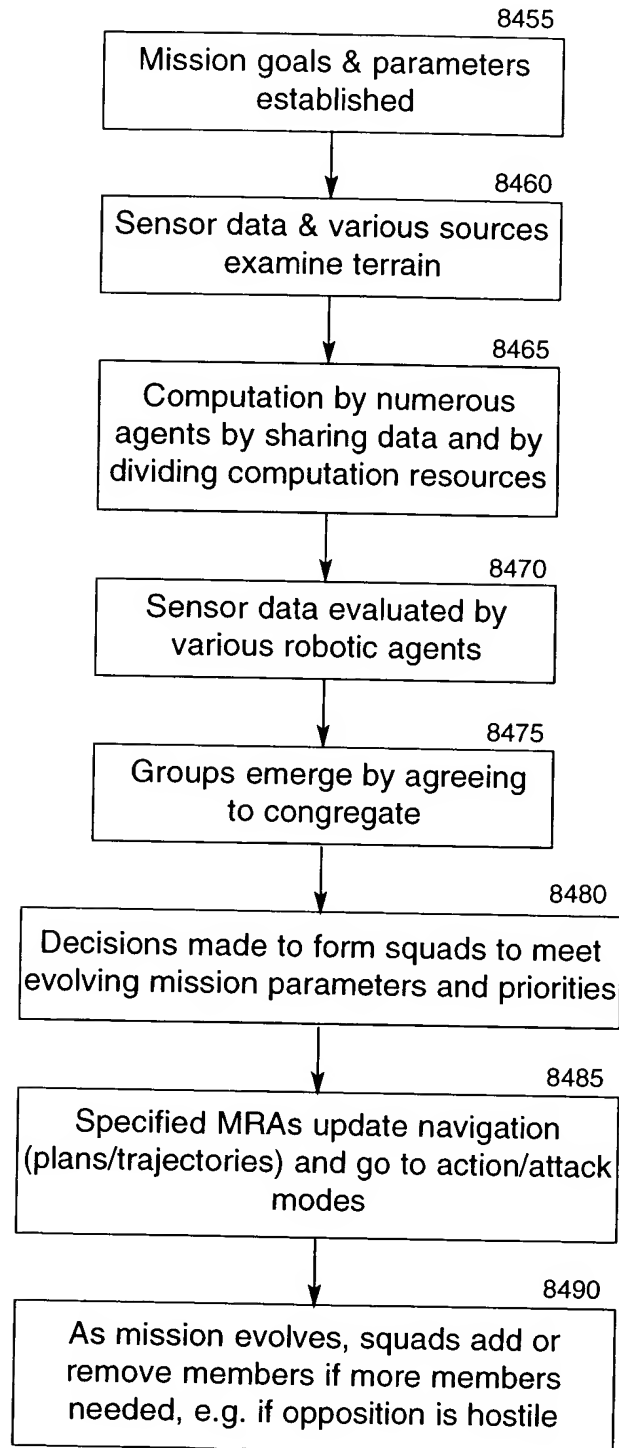 8455
Mission goals & parameters
established
8460
Sensor data & various sources
examine terrain
8465
Computation by numerous
agents by sharing data and by
dividing computation resources
8470
Sensor data evaluated by
various robotic agents
8475
Groups emerge by agreeing
to congregate
8480
Decisions made to form squads to meet
evolving mission parameters and priorities
8485
Specified MRAs update navigation
(plans/trajectories) and go to action/attack
modes
8490
As mission evolves, squads add or
remove members if more members
needed, e.g. if opposition is hostile